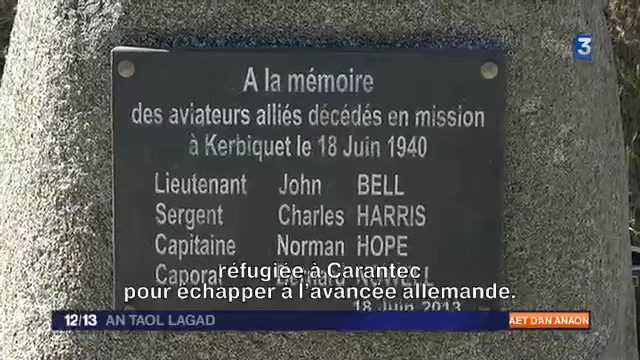 3
A la mémoire
des aviateurs alliés décédés en mission
à Kerbiquet le 18 Juin 1940
Lieutenant John BELL
Sergent Charles HARRIS
Capitaine Norman HOPE
Caporal
réfugiée à Carantec
pour échapper à l'avancée allemande.
18 Juin 2013
12/13 AN TAOL LAGAD
AET D'AN ANAON